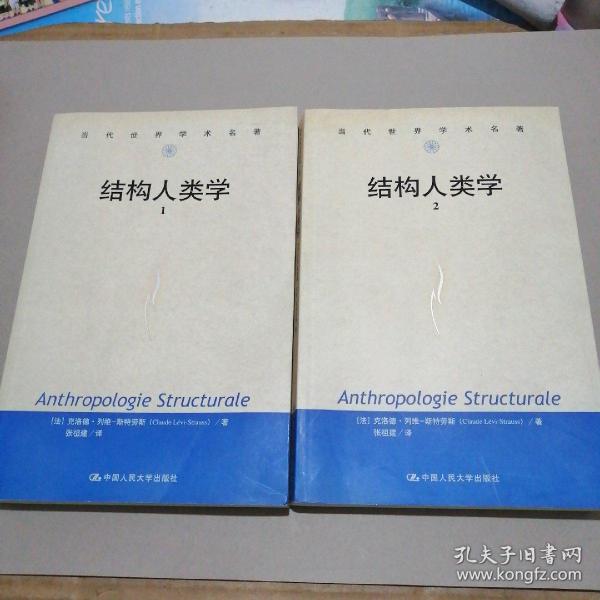 当代世界学术名著
结构人类学
1
Anthropologie Structurale
[法] 克洛德·列维-斯特劳斯 (Claude Lévi-Strauss) / 著
张祖建 / 译
中国人民大学出版社
当代世界学术名著
结构人类学
2
Anthropologie Structurale
[法] 克洛德·列维-斯特劳斯 (Claude Lévi-Strauss) / 著
张祖建 / 译
中国人民大学出版社
孔夫子旧书网
www.kongfz.com